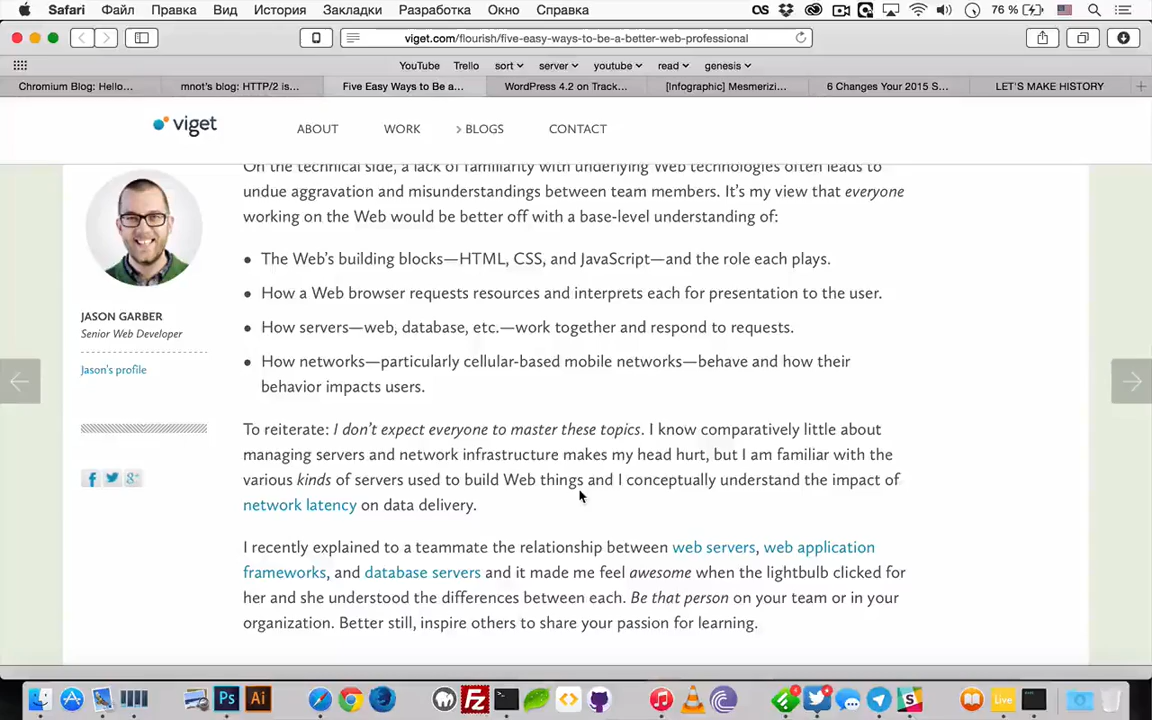 Safari Файл Правка Вид История Закладки Разработка Окно Справка 76 %
viget.com/flourish/five-easy-ways-to-be-a-better-web-professional
YouTube Trello sort server youtube read genesis
Chromium Blog: Hello... mnot's blog: HTTP/2 is... Five Easy Ways to Be a... WordPress 4.2 on Track... [Infographic] Mesmerizi... 6 Changes Your 2015 S... LET'S MAKE HISTORY
viget ABOUT WORK BLOGS CONTACT
On the technical side, a lack of familiarity with underlying Web technologies often leads to
undue aggravation and misunderstandings between team members. It's my view that everyone
working on the Web would be better off with a base-level understanding of:
• The Web's building blocks—HTML, CSS, and JavaScript—and the role each plays.
• How a Web browser requests resources and interprets each for presentation to the user.
• How servers—web, database, etc.—work together and respond to requests.
• How networks—particularly cellular-based mobile networks—behave and how their
behavior impacts users.
JASON GARBER
Senior Web Developer
Jason's profile
To reiterate: I don't expect everyone to master these topics. I know comparatively little about
managing servers and network infrastructure makes my head hurt, but I am familiar with the
various kinds of servers used to build Web things and I conceptually understand the impact of
network latency on data delivery.
I recently explained to a teammate the relationship between web servers, web application
frameworks, and database servers and it made me feel awesome when the lightbulb clicked for
her and she understood the differences between each. Be that person on your team or in your
organization. Better still, inspire others to share your passion for learning.
Ps Ai Fz Live